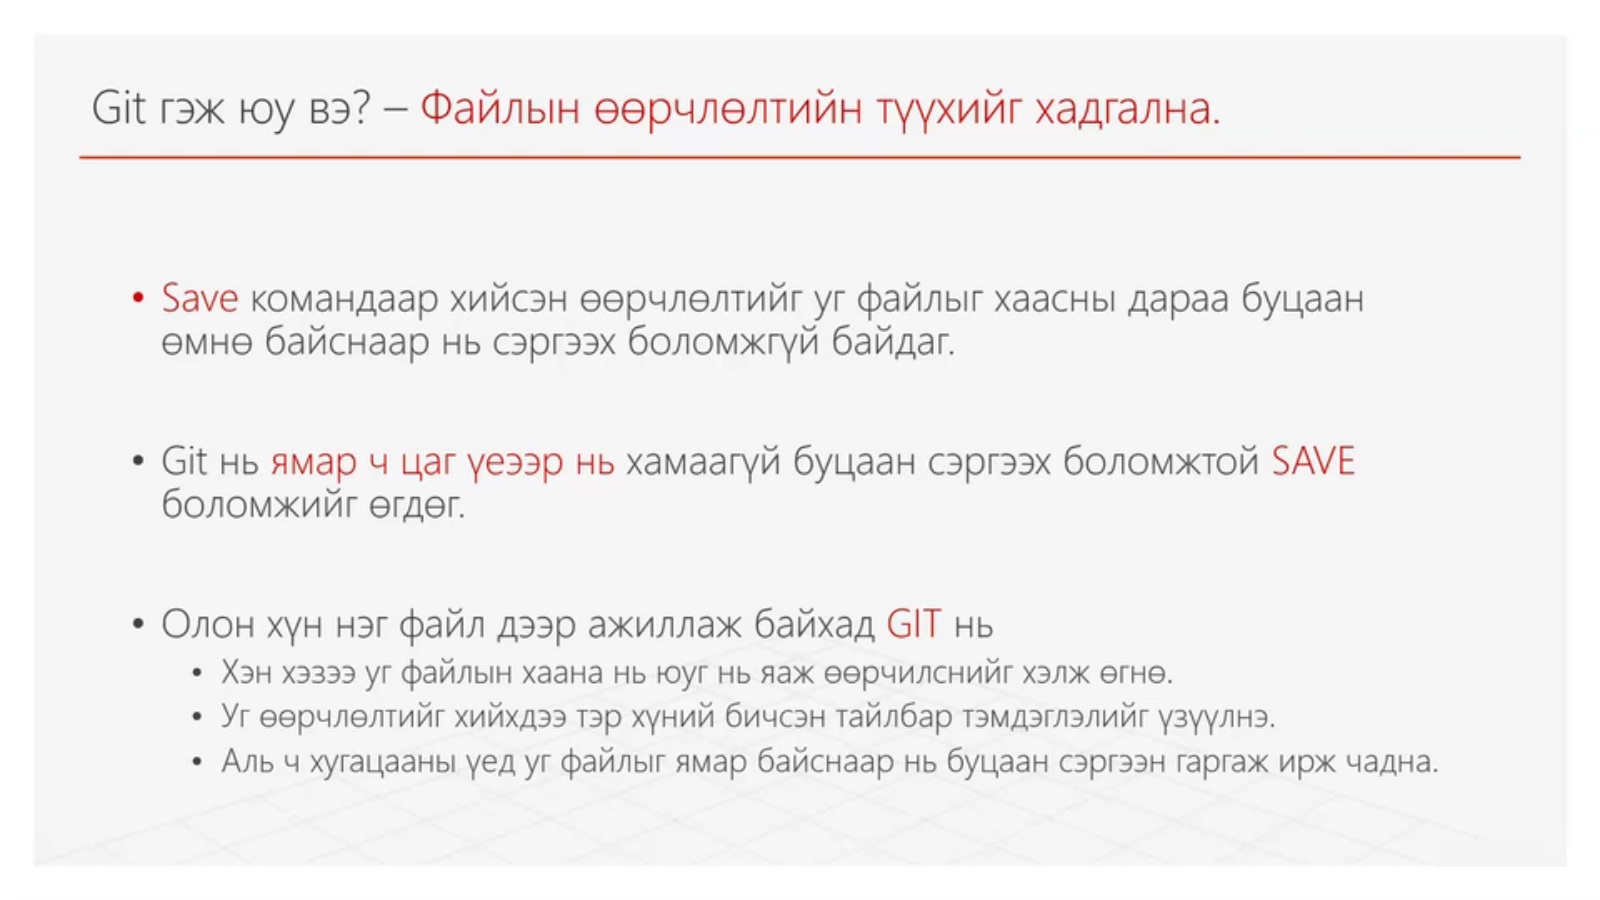 Git гэж юу вэ? – Файлын өөрчлөлтийн түүхийг хадгална.
• Save командаар хийсэн өөрчлөлтийг уг файлыг хаасны дараа буцаан
өмнө байснаар нь сэргээх боломжгүй байдаг.
• Git нь ямар ч цаг үеээр нь хамаагүй буцаан сэргээх боломжтой SAVE
боломжийг өгдөг.
• Олон хүн нэг файл дээр ажиллаж байхад GIT нь
• Хэн хэзээ уг файлын хаана нь юуг нь яаж өөрчилснийг хэлж өгнө.
• Уг өөрчлөлтийг хийхдээ тэр хүний бичсэн тайлбар тэмдэглэлийг үзүүлнэ.
• Аль ч хугацааны үед уг файлыг ямар байснаар нь буцаан сэргээн гаргаж ирж чадна.